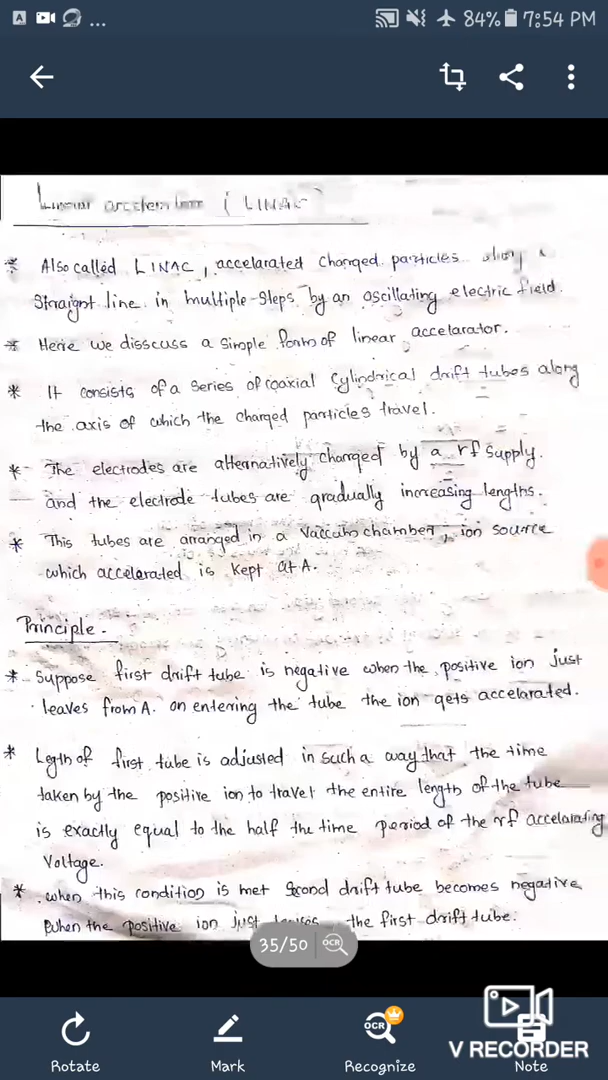 A ... 84% 7:54 PM
Linear accelerator ( LINAC )
* Also called LINAC, accelarated charged particles along a
straignt line in multiple-steps by an oscillating electric field.
* Here we disscuss a simple form of linear accelarator.
* It consists of a series of coaxial Cylindrical drift tubes along
the axis of which the charged particles travel.
* The electrodes are alternatively charged by a rf supply.
and the electrode tubes are gradually increasing lengths.
* This tubes are arranged in a vaccum chamber, ion source
which accelerated is kept at A.
Principle.
* Suppose first drift tube is negative when the positive ion just
leaves from A. on entering the tube the ion gets accelarated.
* Legth of first tube is adjusted in such a way that the time
taken by the positive ion to travel the entire length of the tube
is exactly equal to the half the time period of the rf accelarating
Voltage.
* when this condition is met second drift tube becomes negative
when the positive ion just the first drift tube.
35/50 OCR
OCR
Rotate Mark Recognize Note
V RECORDER